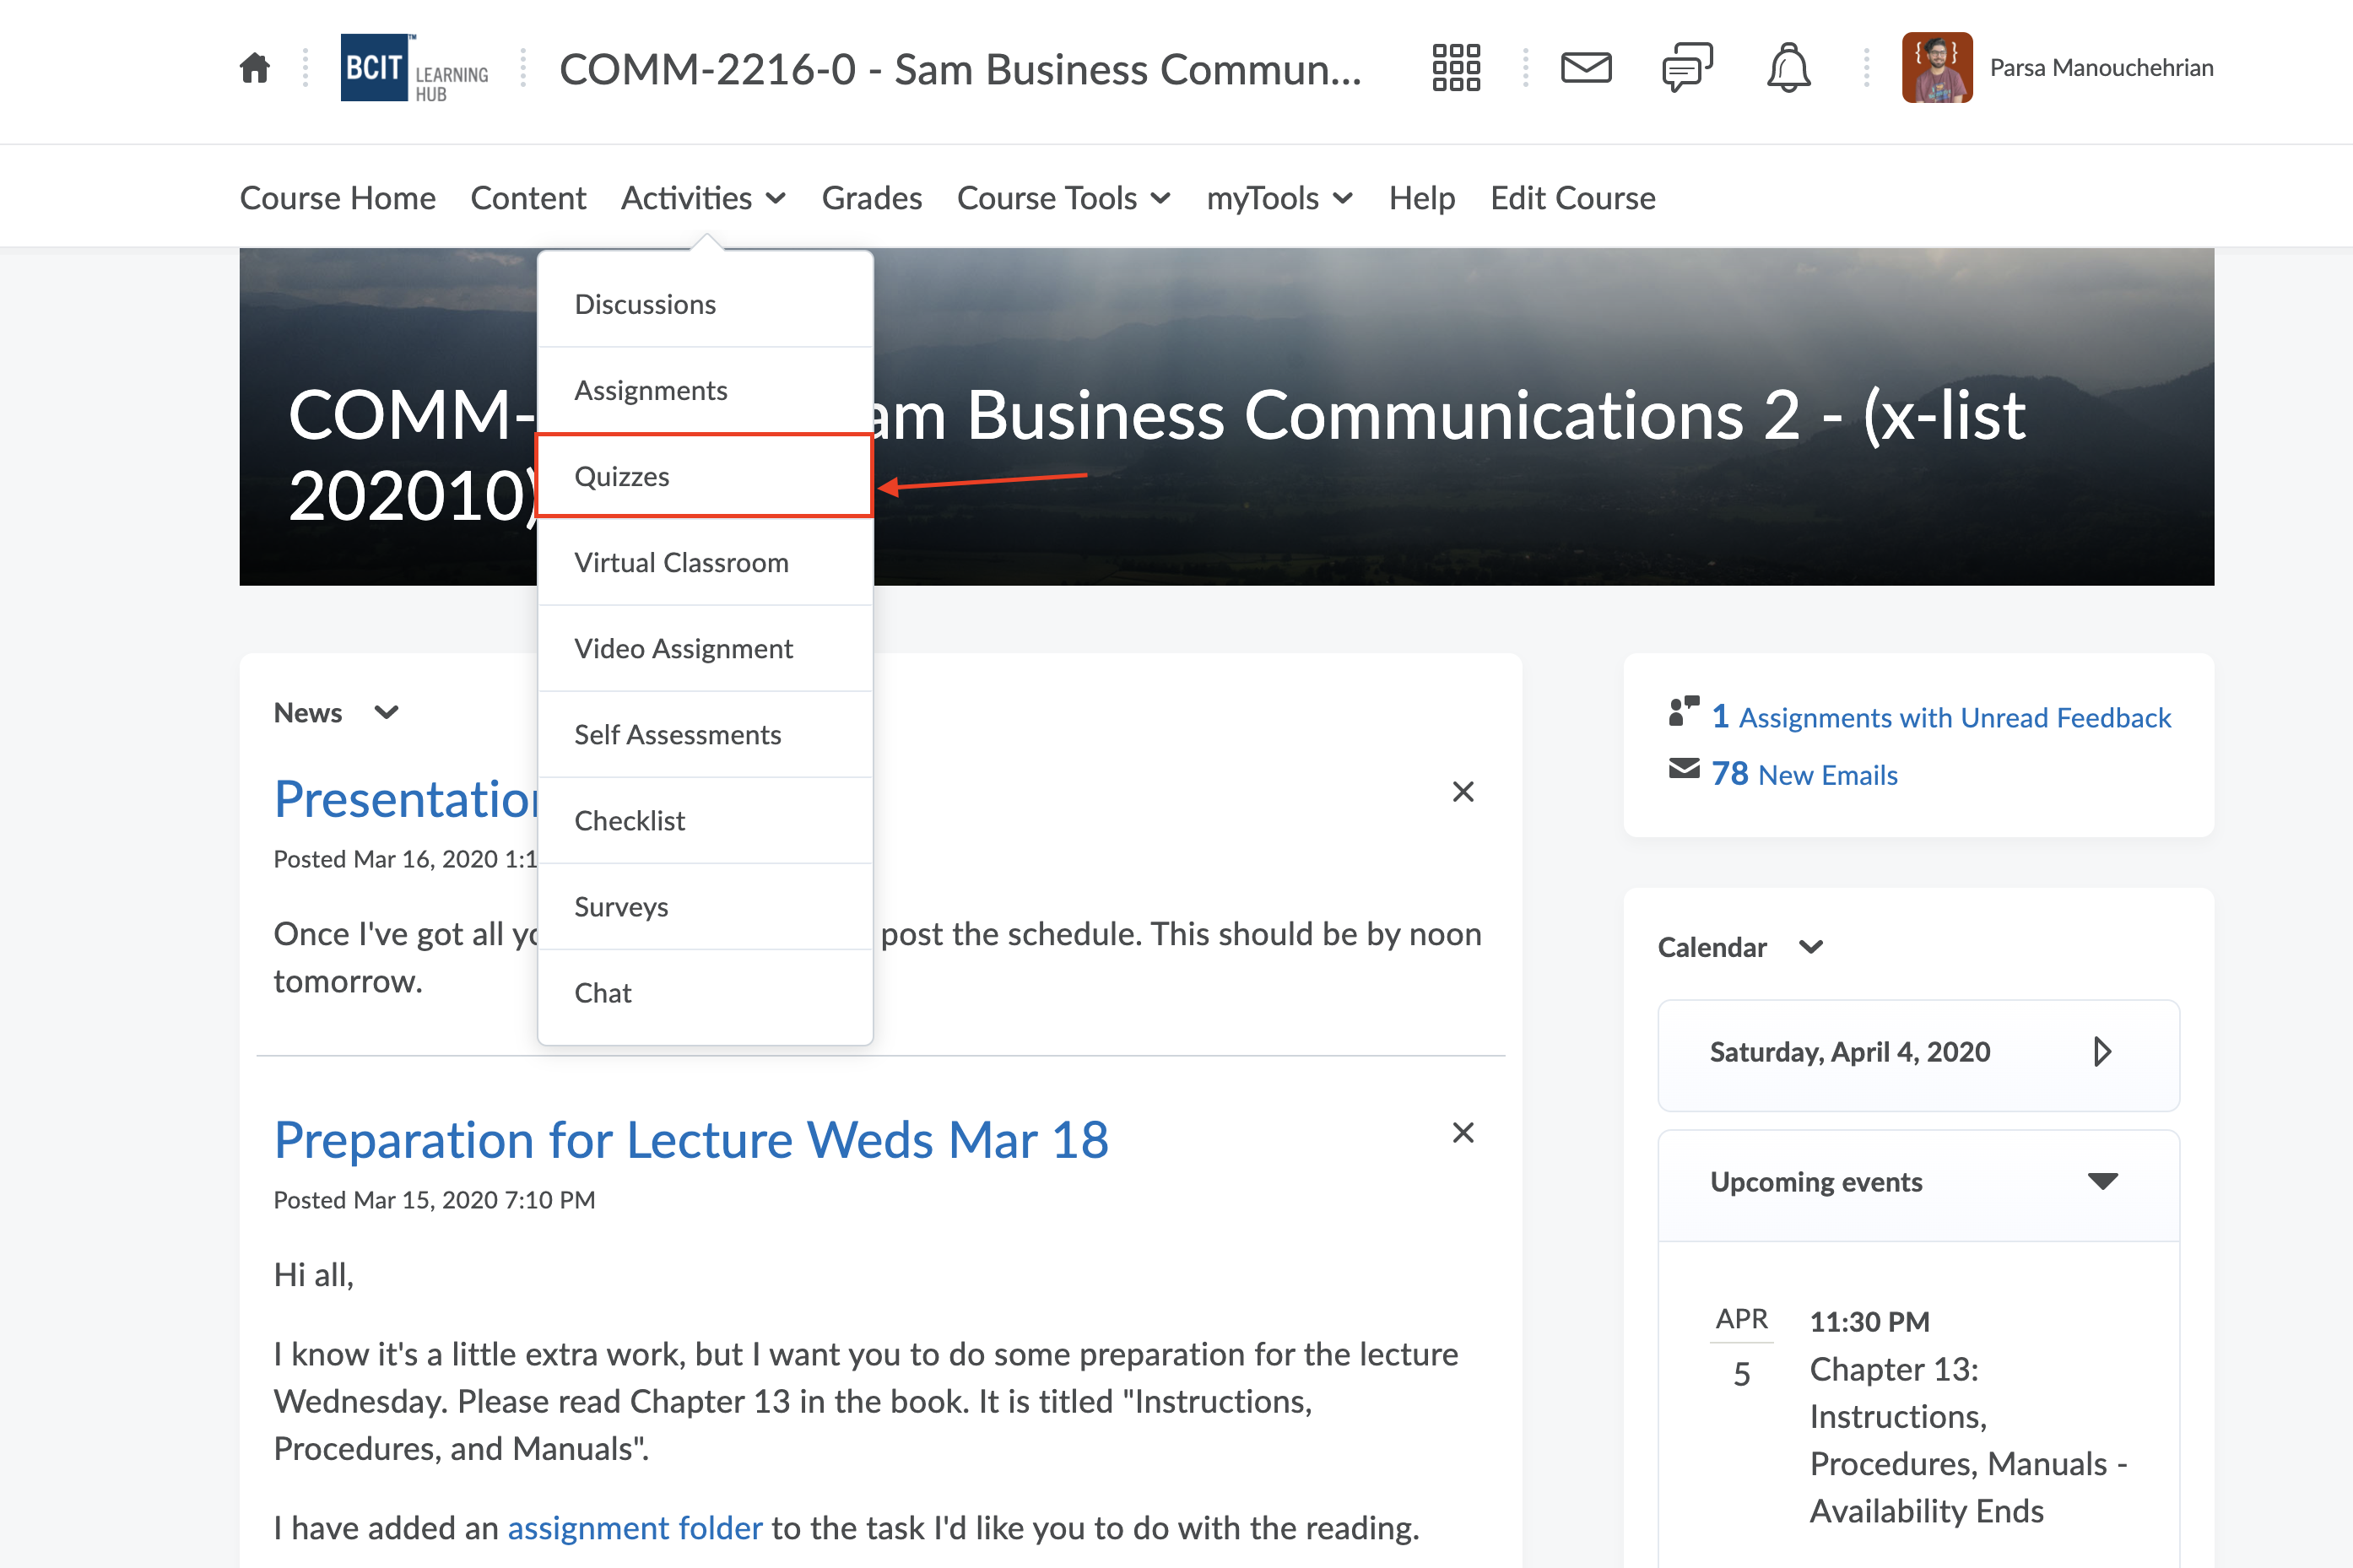 BCIT™ LEARNING
HUB
COMM-2216-0 - Sam Business Commun...
Parsa Manouchehrian
Course Home Content Activities Grades Course Tools myTools Help Edit Course
Discussions
Assignments
Quizzes
Virtual Classroom
Video Assignment
Self Assessments
Checklist
Surveys
Chat
COMM- am Business Communications 2 - (x-list
202010)
News
Presentation
Posted Mar 16, 2020 1:1
Once I've got all yo post the schedule. This should be by noon
tomorrow.
Preparation for Lecture Weds Mar 18
Posted Mar 15, 2020 7:10 PM
Hi all,
I know it's a little extra work, but I want you to do some preparation for the lecture
Wednesday. Please read Chapter 13 in the book. It is titled "Instructions,
Procedures, and Manuals".
I have added an assignment folder to the task I'd like you to do with the reading.
1 Assignments with Unread Feedback
78 New Emails
Calendar
Saturday, April 4, 2020
Upcoming events
APR
5
11:30 PM
Chapter 13:
Instructions,
Procedures, Manuals -
Availability Ends